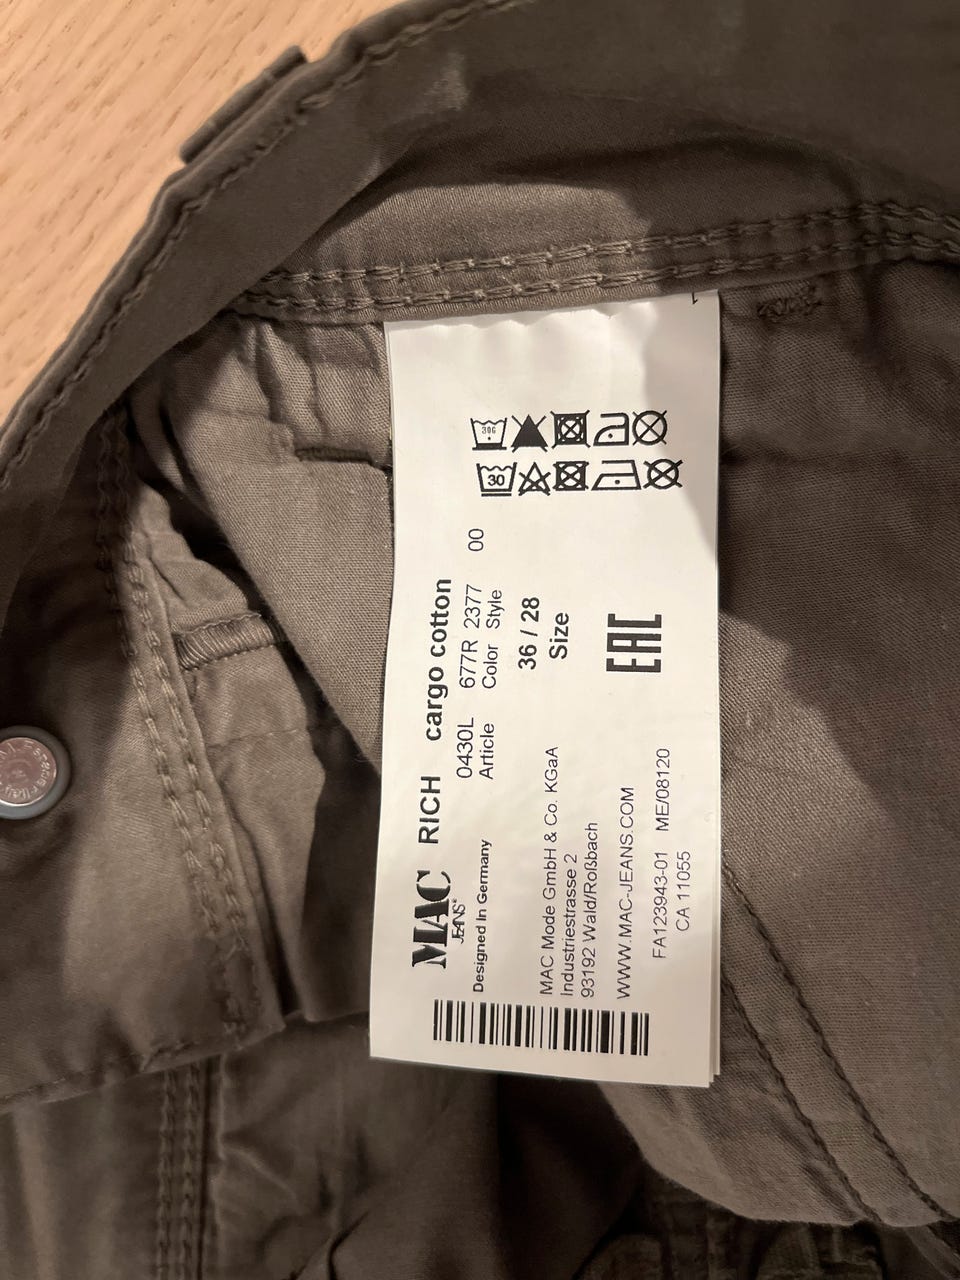 MAC RICH cargo cotton
JEANS®
0430L 677R 2377 00
Article Color Style
Designed In Germany
36 / 28
Size
MAC Mode GmbH & Co. KGaA
Industriestrasse 2
93192 Wald/Roßbach
EAC
WWW.MAC-JEANS.COM
FA123943-01 ME/08120
CA 11055
30